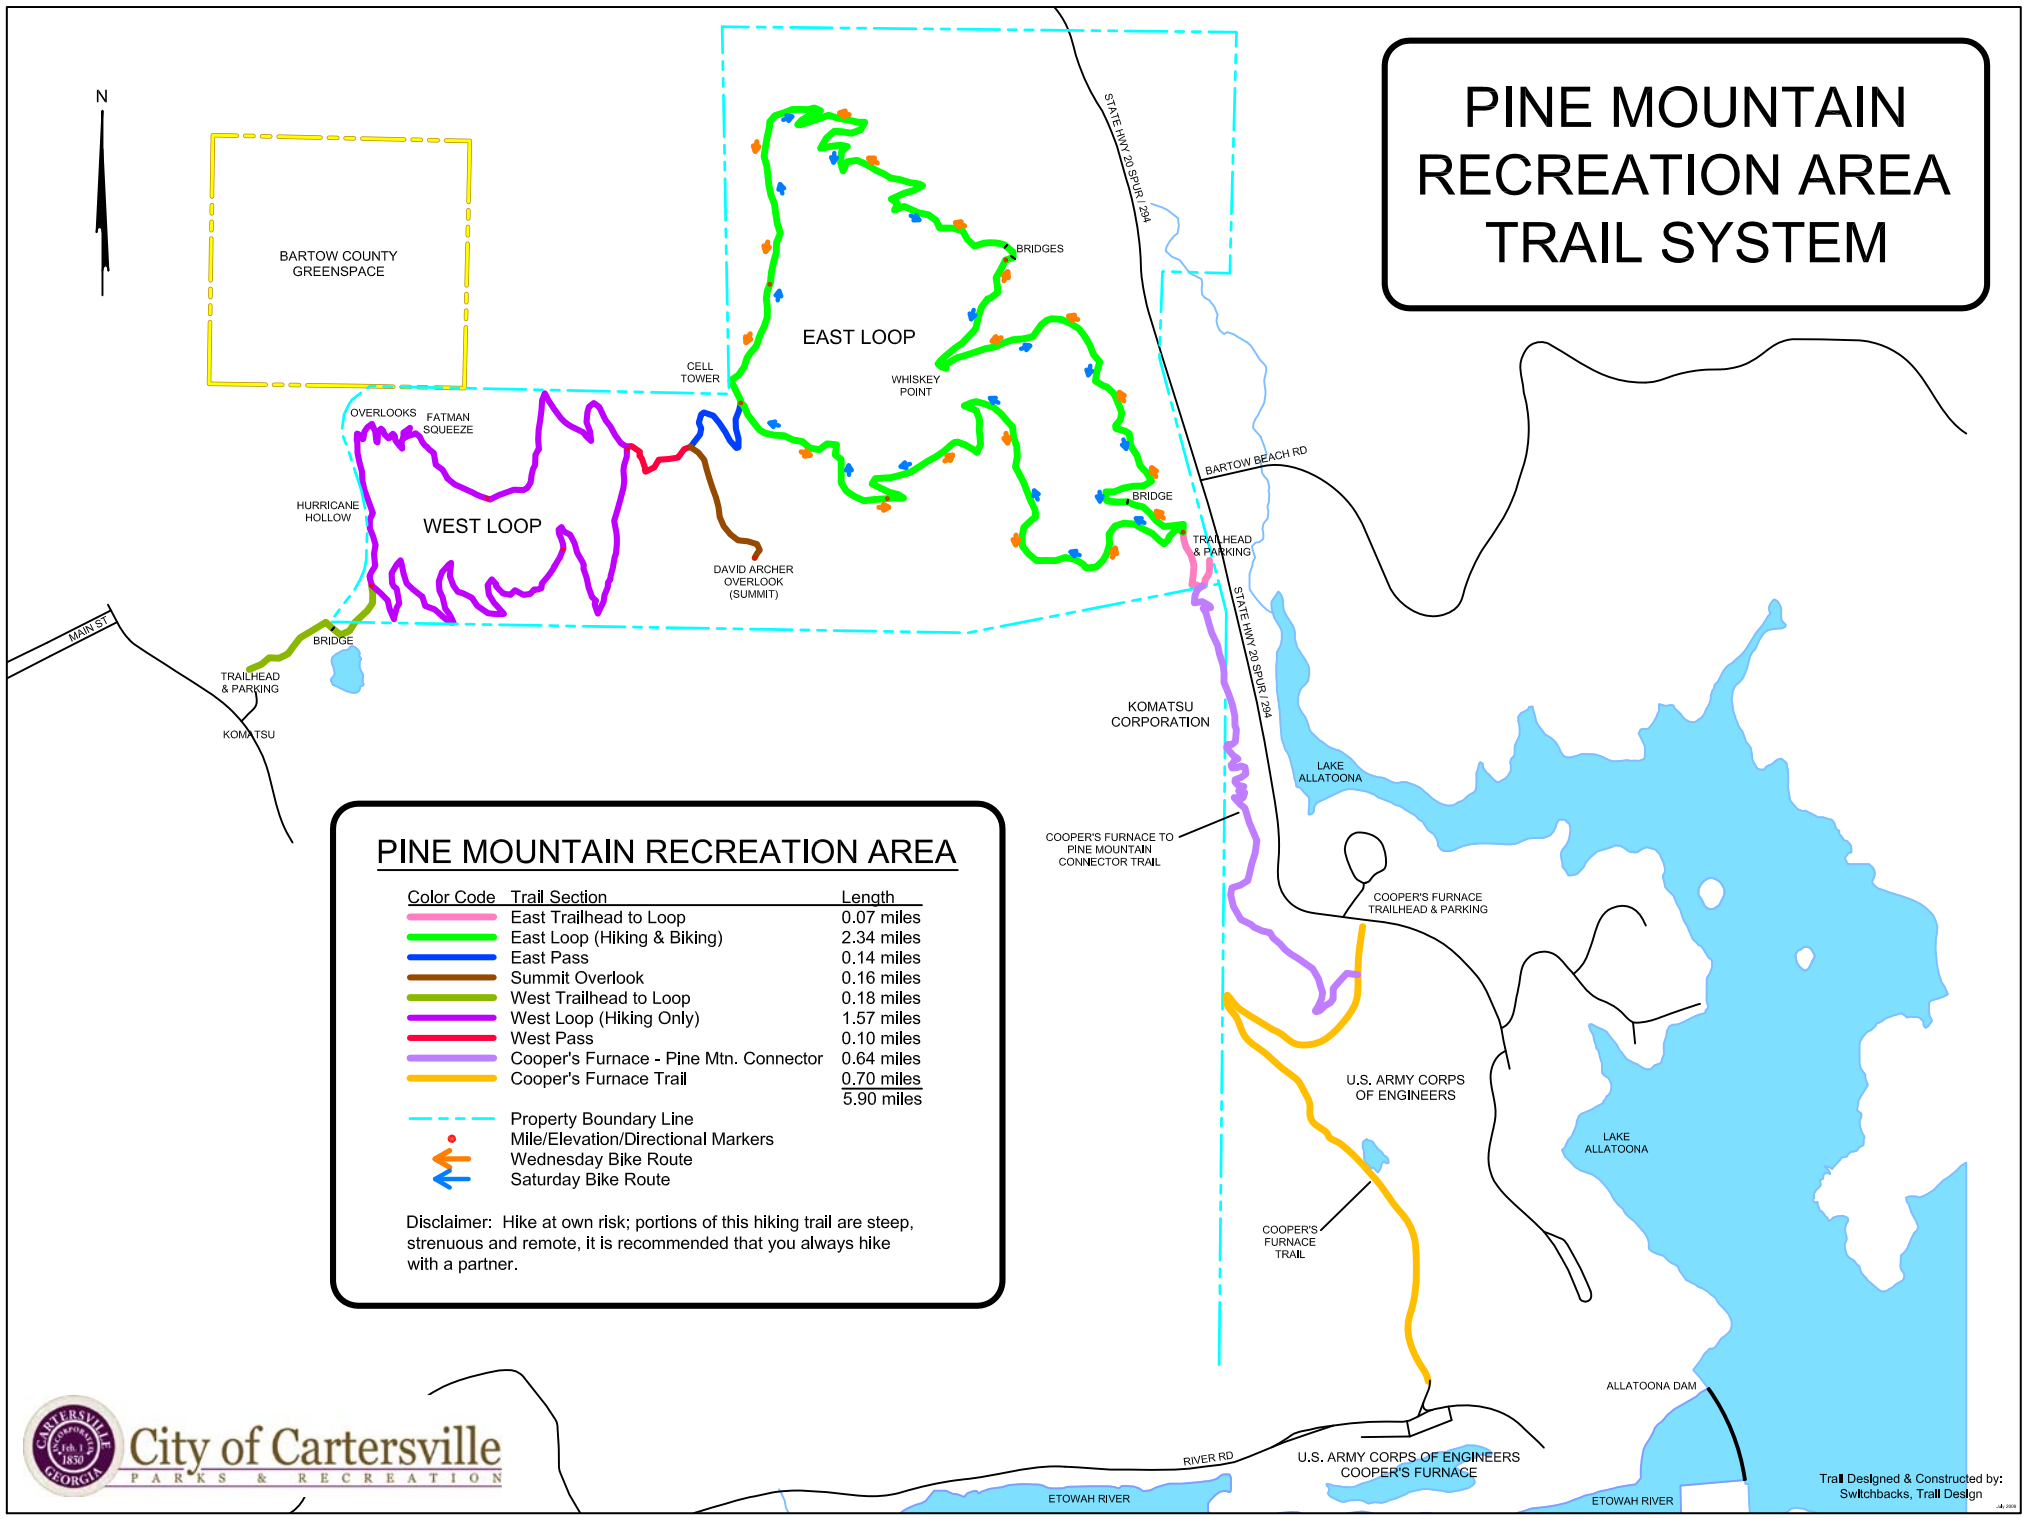 PINE MOUNTAIN
RECREATION AREA
TRAIL SYSTEM
N
BARTOW COUNTY
GREENSPACE
STATE HWY 20 SPUR / 294
BRIDGES
EAST LOOP
CELL
TOWER
WHISKEY
POINT
OVERLOOKS
FATMAN
SQUEEZE
BARTOW BEACH RD
HURRICANE
HOLLOW
WEST LOOP
BRIDGE
TRAILHEAD
& PARKING
DAVID ARCHER
OVERLOOK
(SUMMIT)
STATE HWY 20 SPUR / 294
MAIN ST
BRIDGE
TRAILHEAD
& PARKING
KOMATSU
KOMATSU
CORPORATION
LAKE
ALLATOONA
COOPER'S FURNACE TO
PINE MOUNTAIN
CONNECTOR TRAIL
COOPER'S FURNACE
TRAILHEAD & PARKING
PINE MOUNTAIN RECREATION AREA
Color Code Trail Section Length
East Trailhead to Loop 0.07 miles
East Loop (Hiking & Biking) 2.34 miles
East Pass 0.14 miles
Summit Overlook 0.16 miles
West Trailhead to Loop 0.18 miles
West Loop (Hiking Only) 1.57 miles
West Pass 0.10 miles
Cooper's Furnace - Pine Mtn. Connector 0.64 miles
Cooper's Furnace Trail 0.70 miles
5.90 miles
Property Boundary Line
Mile/Elevation/Directional Markers
Wednesday Bike Route
Saturday Bike Route
Disclaimer: Hike at own risk; portions of this hiking trail are steep,
strenuous and remote, it is recommended that you always hike
with a partner.
U.S. ARMY CORPS
OF ENGINEERS
LAKE
ALLATOONA
COOPER'S
FURNACE
TRAIL
ALLATOONA DAM
RIVER RD
U.S. ARMY CORPS OF ENGINEERS
COOPER'S FURNACE
ETOWAH RIVER
ETOWAH RIVER
CARTERSVILLE
INCORPORATED
Feb. 1
1850
GEORGIA
City of Cartersville
PARKS & RECREATION
Trail Designed & Constructed by:
Switchbacks, Trail Design